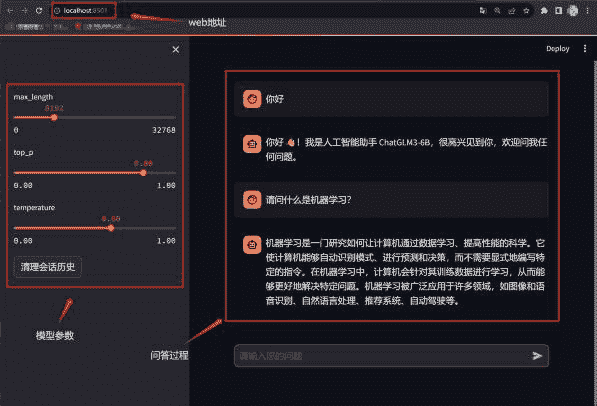 localhost:8501
web地址
Deploy
max_length
8192
0 32768
top_p
0.80
0.00 1.00
temperature
0.60
0.00 1.00
清理会话历史
模型参数
你好
你好👋！我是人工智能助手 ChatGLM3-6B，很高兴见到你，欢迎问我任
何问题。
请问什么是机器学习？
机器学习是一门研究如何让计算机通过数据学习、提高性能的科学。它
使计算机能够自动识别模式、进行预测和决策，而不需要显式地编写特
定的指令。在机器学习中，计算机会针对其训练数据进行学习，从而能
够更好地解决特定问题。机器学习被广泛应用于许多领域，如图像和语
音识别、自然语言处理、推荐系统、自动驾驶等。
问答过程
请输入您的问题